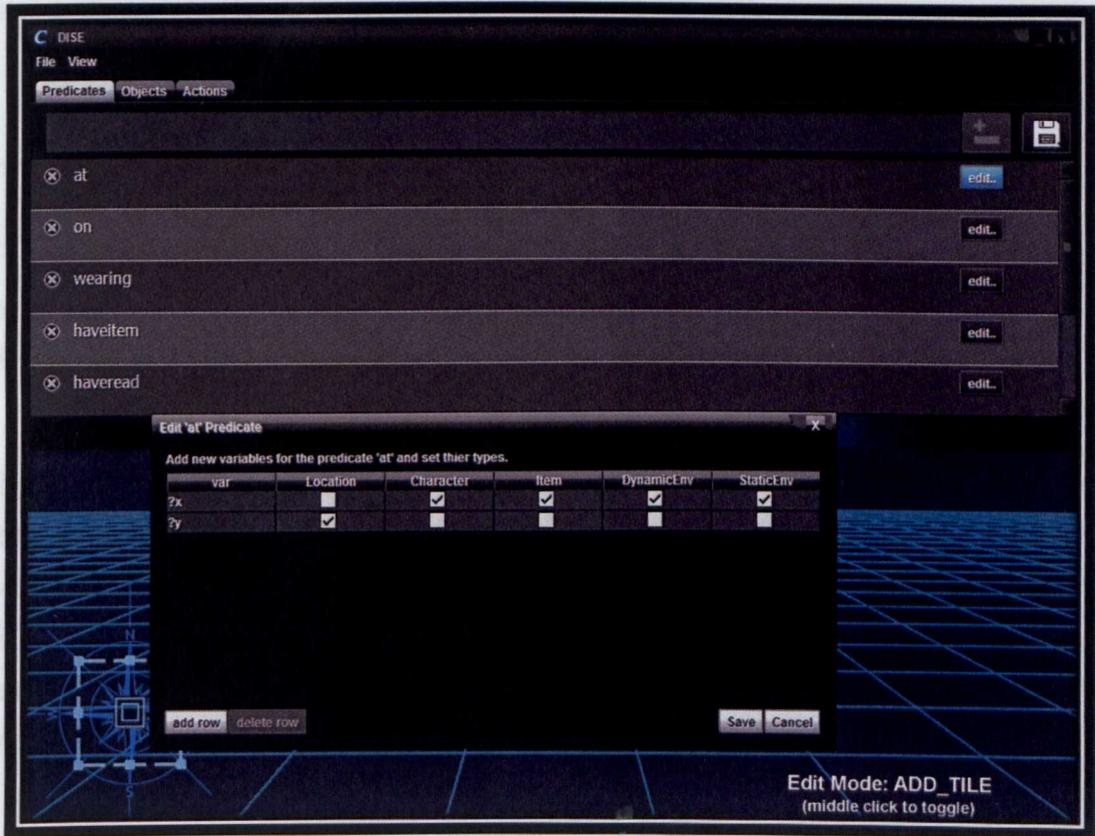 C DISE
File View
Predicates Objects Actions
at edit..
on edit..
wearing edit..
haveitem edit..
haveread edit..
Edit 'at' Predicate X
Add new variables for the predicate 'at' and set thier types.
var Location Character Item DynamicEnv StaticEnv
?x
?y
add row delete row Save Cancel
N
W
S
Edit Mode: ADD_TILE
(middle click to toggle)